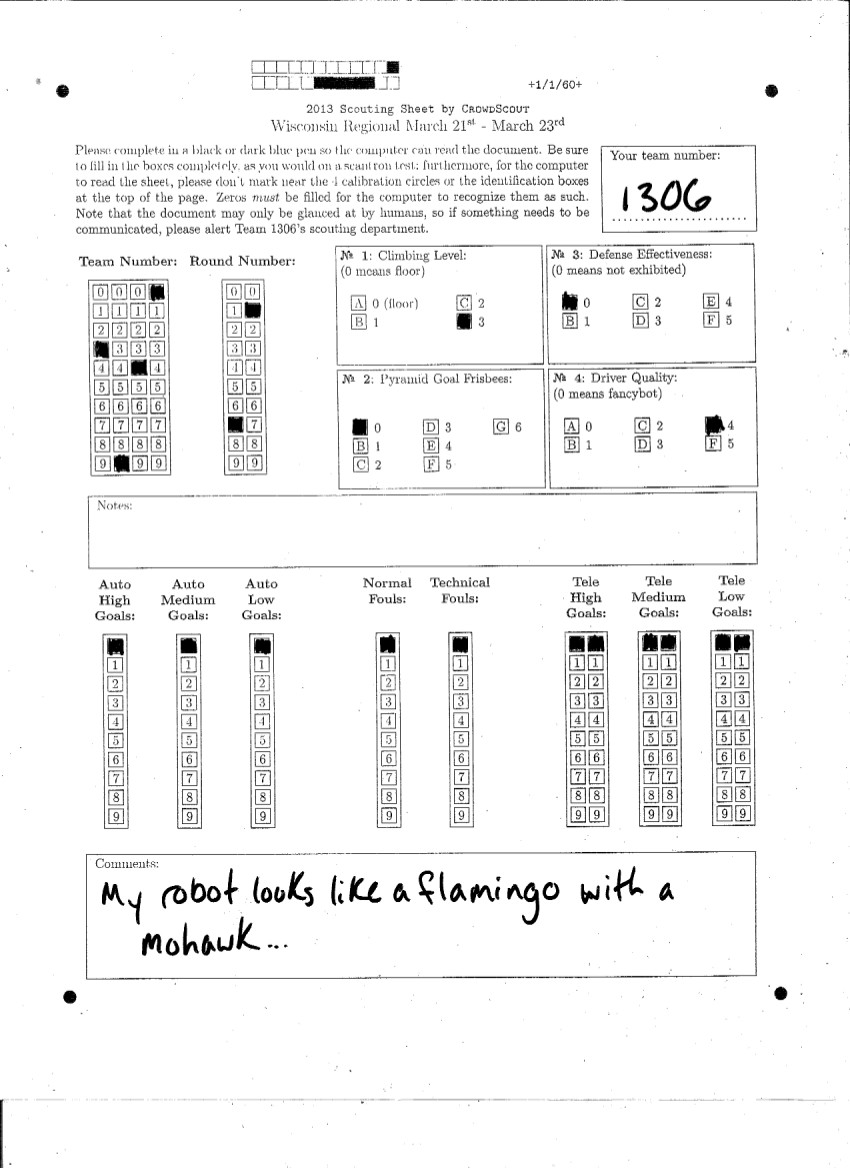 +1/1/60+
2013 Scouting Sheet by CrowdScout
Wisconsin Regional March 21st - March 23rd
Please complete in a black or dark blue pen so the computer can read the document. Be sure
to fill in the boxes completely, as you would on a scantron test; furthermore, for the computer
to read the sheet, please don't mark near the 4 calibration circles or the identification boxes
at the top of the page. Zeros must be filled for the computer to recognize them as such.
Note that the document may only be glanced at by humans, so if something needs to be
communicated, please alert Team 1306's scouting department.
Your team number:
1306
Team Number: Round Number:
0 0 0
1 1 1 1
2 2 2 2
3 3 3
4 4 4
5 5 5 5
6 6 6 6
7 7 7 7
8 8 8 8
9 9 9
0 0
1
2 2
3 3
4 4
5 5
6 6
7
8 8
9 9
№ 1: Climbing Level:
(0 means floor)
A 0 (floor) C 2
B 1 3
№ 3: Defense Effectiveness:
(0 means not exhibited)
0 C 2 E 4
B 1 D 3 F 5
№ 2: Pyramid Goal Frisbees:
0 D 3 G 6
B 1 E 4
C 2 F 5
№ 4: Driver Quality:
(0 means fancybot)
A 0 C 2 4
B 1 D 3 F 5
Notes:
Auto Auto Auto Normal Technical Tele Tele Tele
High Medium Low Fouls: Fouls: High Medium Low
Goals: Goals: Goals: Goals: Goals: Goals:
1 1 1 1 1 1 1 1 1 1 1
2 2 2 2 2 2 2 2 2 2 2
3 3 3 3 3 3 3 3 3 3 3
4 4 4 4 4 4 4 4 4 4 4
5 5 5 5 5 5 5 5 5 5 5
6 6 6 6 6 6 6 6 6 6 6
7 7 7 7 7 7 7 7 7 7 7
8 8 8 8 8 8 8 8 8 8 8
9 9 9 9 9 9 9 9 9 9 9
Comments:
My robot looks like a flamingo with a
mohawk...